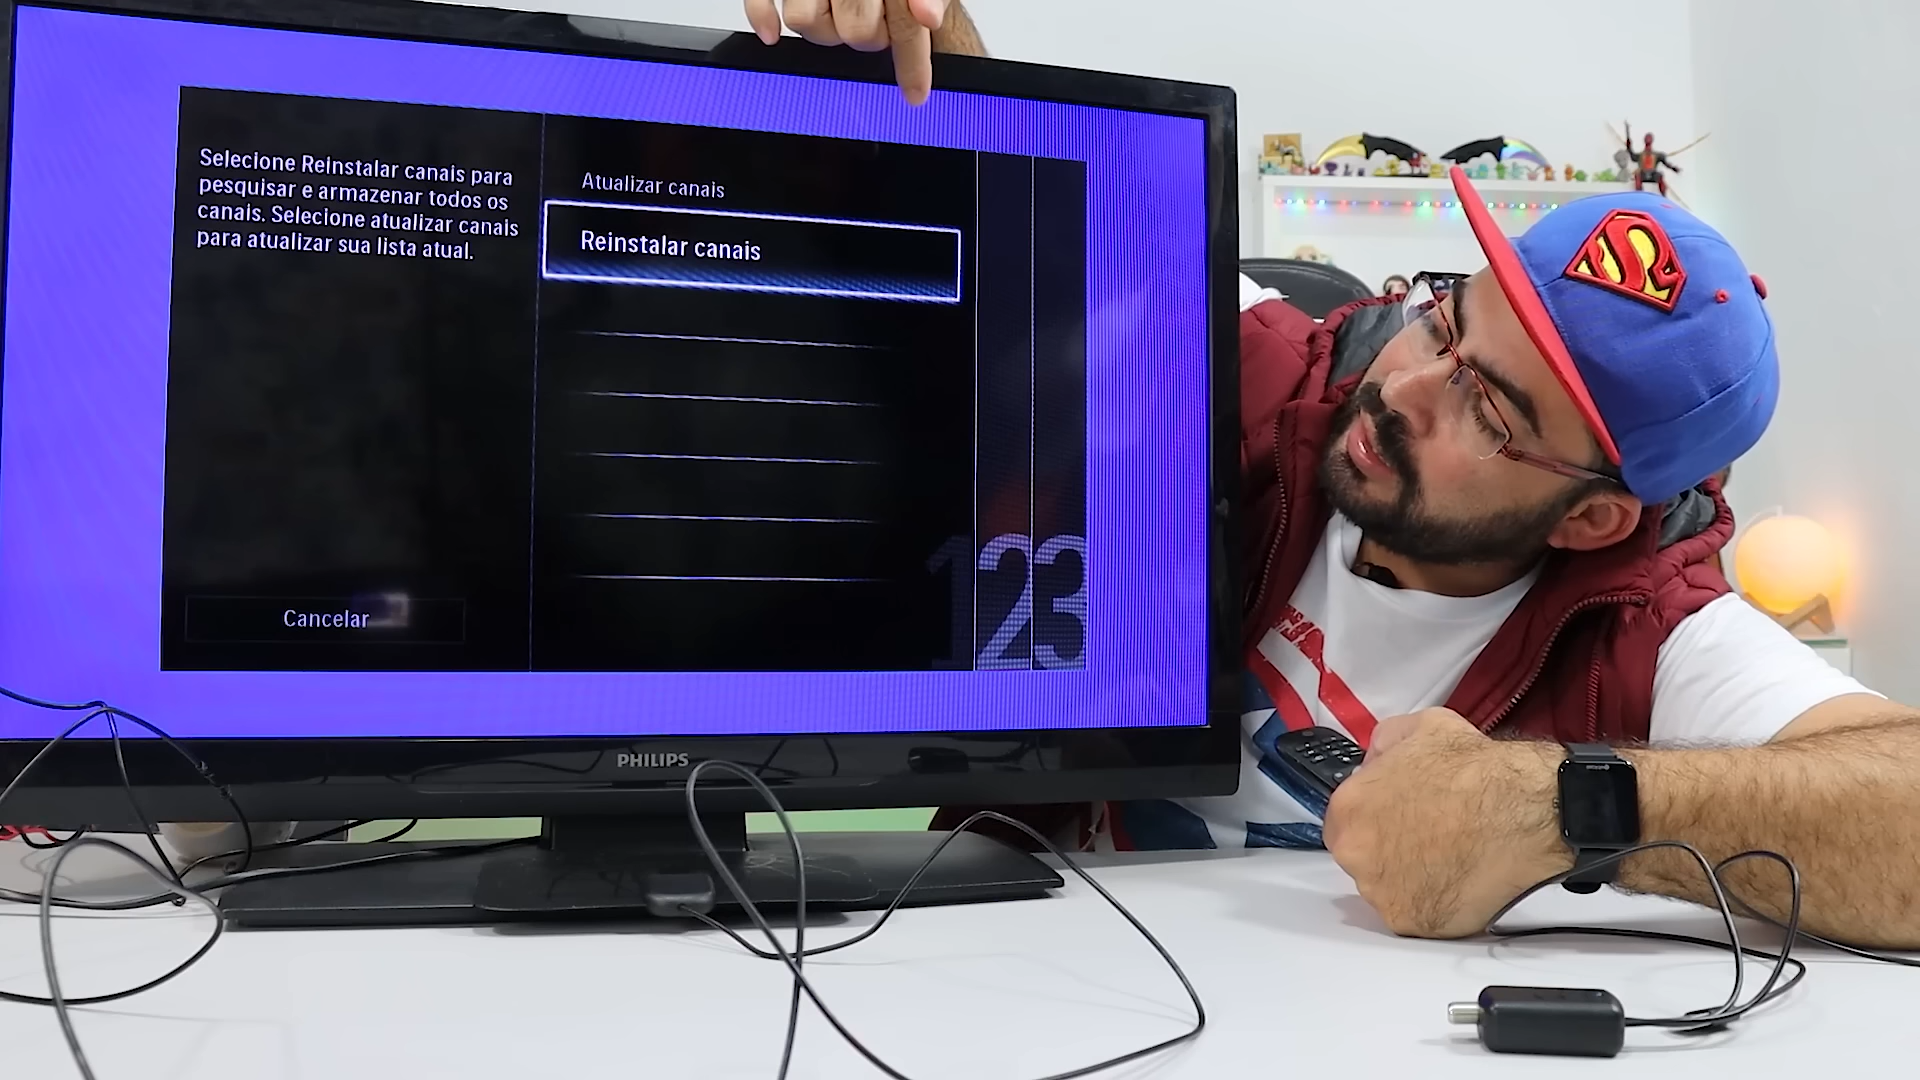 Selecione Reinstalar canais para
pesquisar e armazenar todos os
canais. Selecione atualizar canais
para atualizar sua lista atual.
Atualizar canais
Reinstalar canais
123
Cancelar
PHILIPS